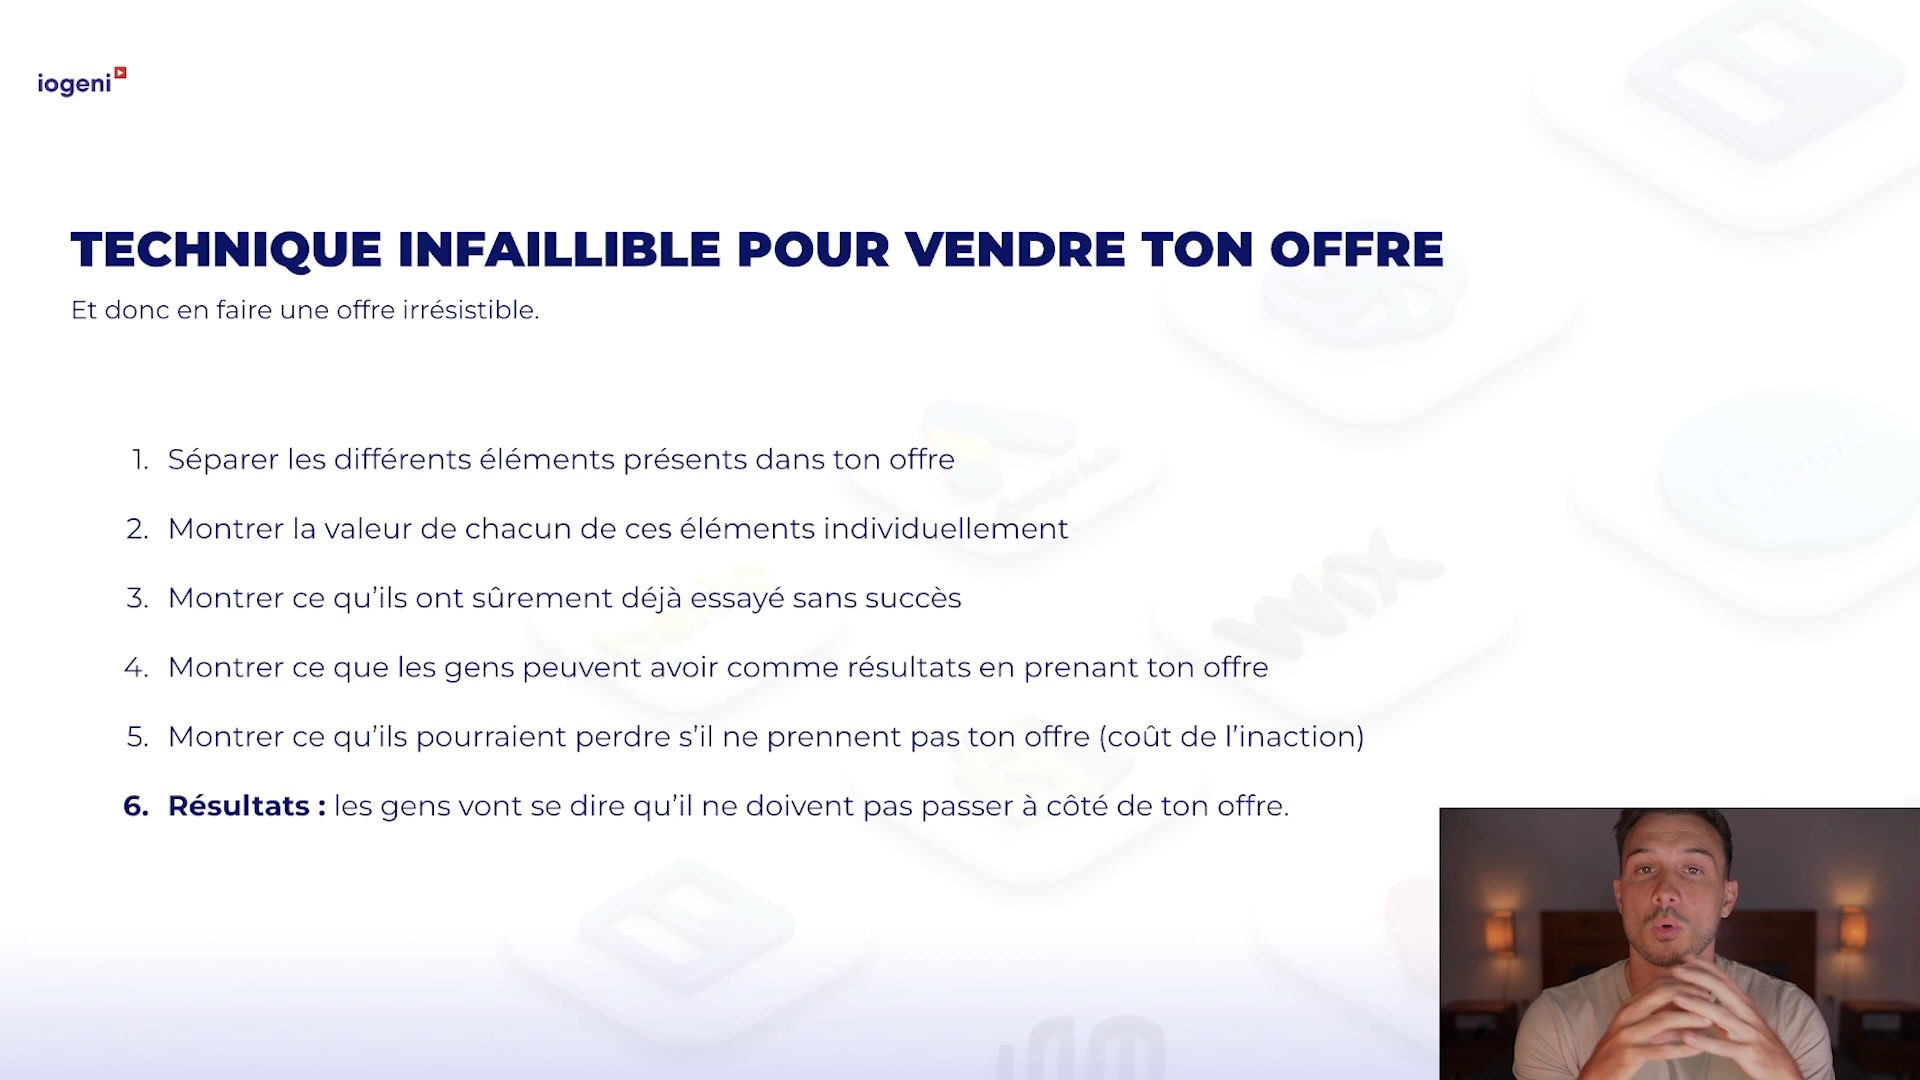 iogeni
TECHNIQUE INFAILLIBLE POUR VENDRE TON OFFRE
Et donc en faire une offre irrésistible.
1. Séparer les différents éléments présents dans ton offre
2. Montrer la valeur de chacun de ces éléments individuellement
3. Montrer ce qu’ils ont sûrement déjà essayé sans succès
4. Montrer ce que les gens peuvent avoir comme résultats en prenant ton offre
5. Montrer ce qu’ils pourraient perdre s’il ne prennent pas ton offre (coût de l’inaction)
6. Résultats : les gens vont se dire qu’il ne doivent pas passer à côté de ton offre.
WIX
Canva